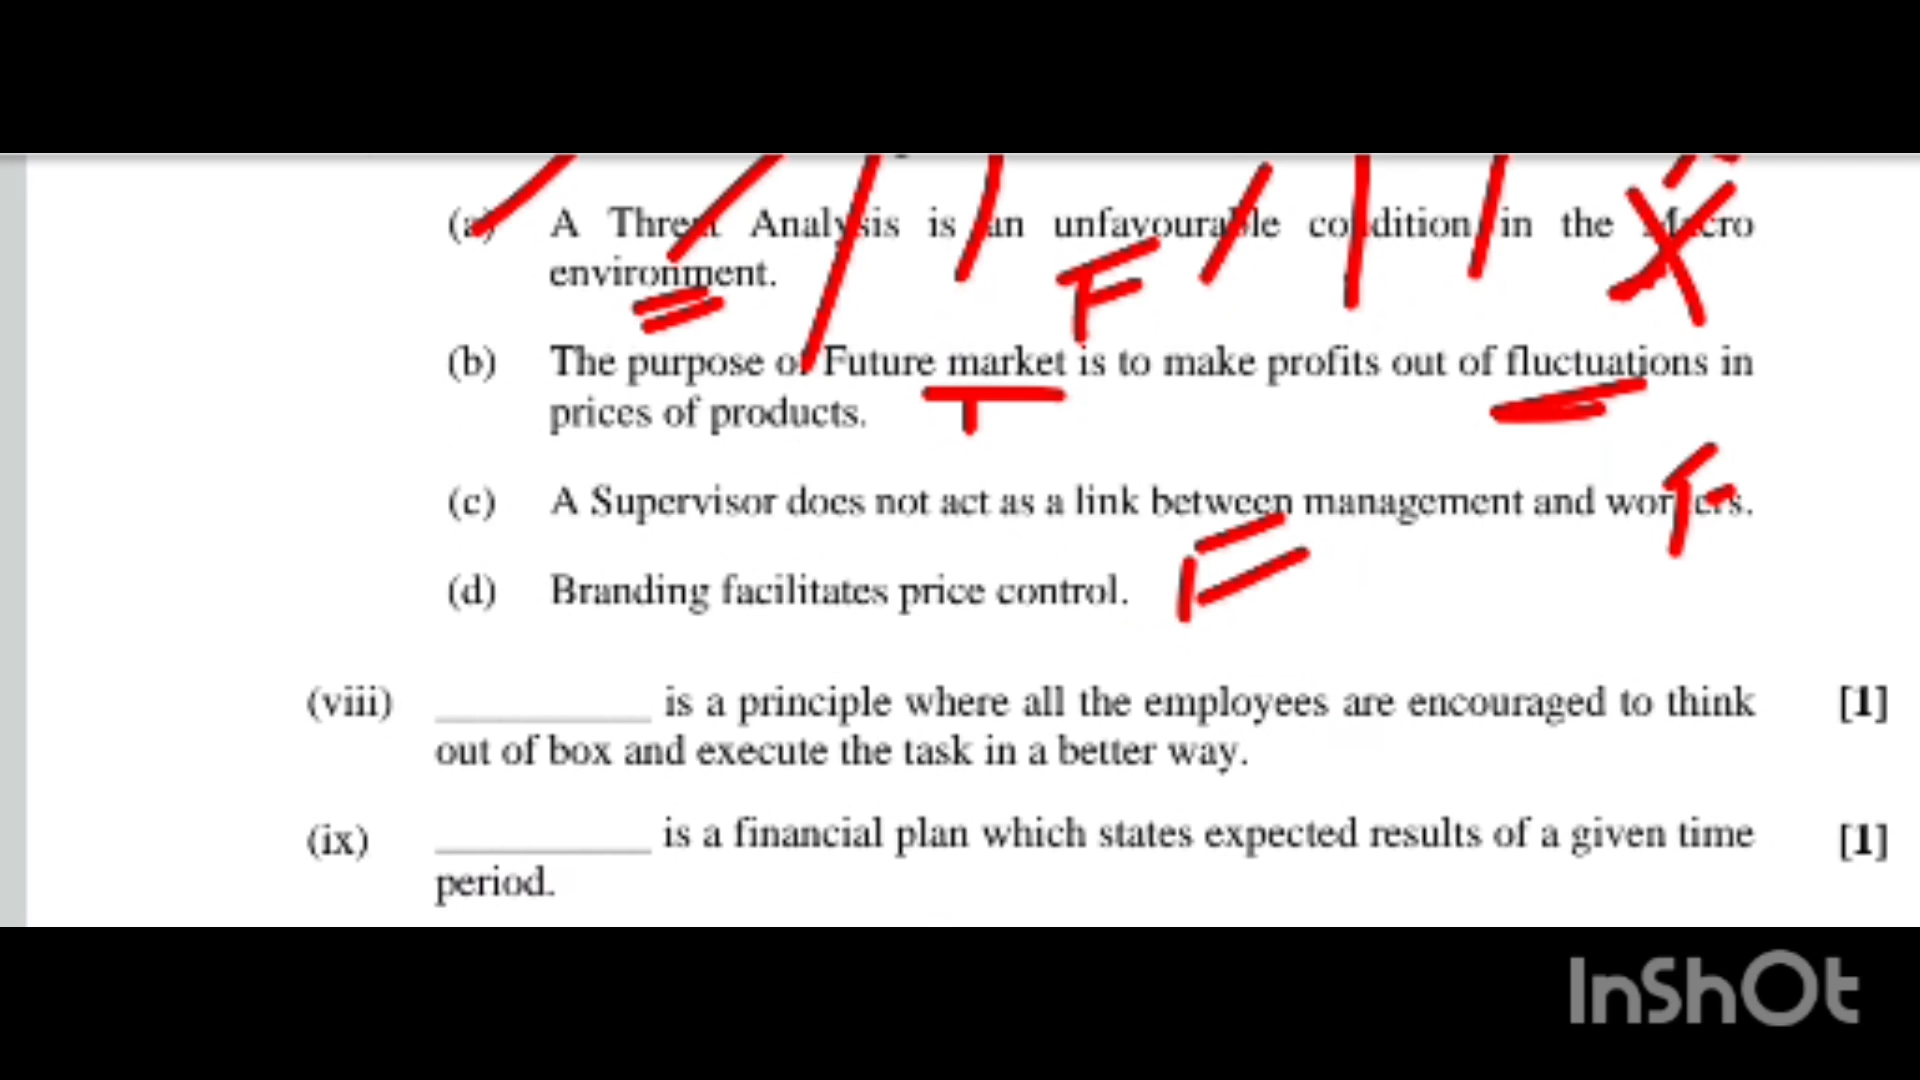 (a) A Threat Analysis is an unfavourable condition in the Macro
environment.
F
(b) The purpose of Future market is to make profits out of fluctuations in
prices of products.
T
(c) A Supervisor does not act as a link between management and workers.
F
(d) Branding facilitates price control.
F
(viii) __________ is a principle where all the employees are encouraged to think [1]
out of box and execute the task in a better way.
(ix) __________ is a financial plan which states expected results of a given time [1]
period.
InShOt